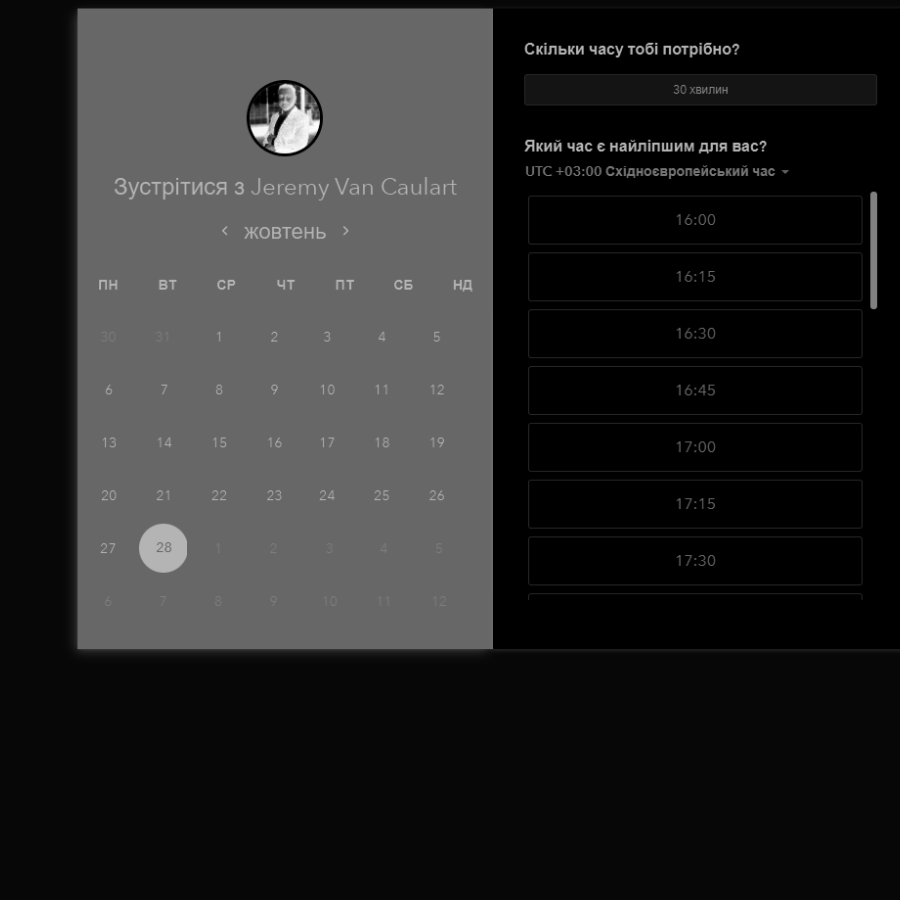 Зустрітися з Jeremy Van Caulart
жовтень
ПН ВТ СР ЧТ ПТ СБ НД
30 31 1 2 3 4 5
6 7 8 9 10 11 12
13 14 15 16 17 18 19
20 21 22 23 24 25 26
27 28 1 2 3 4 5
6 7 8 9 10 11 12
Скільки часу тобі потрібно?
30 хвилин
Який час є найліпшим для вас?
UTC +03:00 Східноєвропейський час
16:00
16:15
16:30
16:45
17:00
17:15
17:30